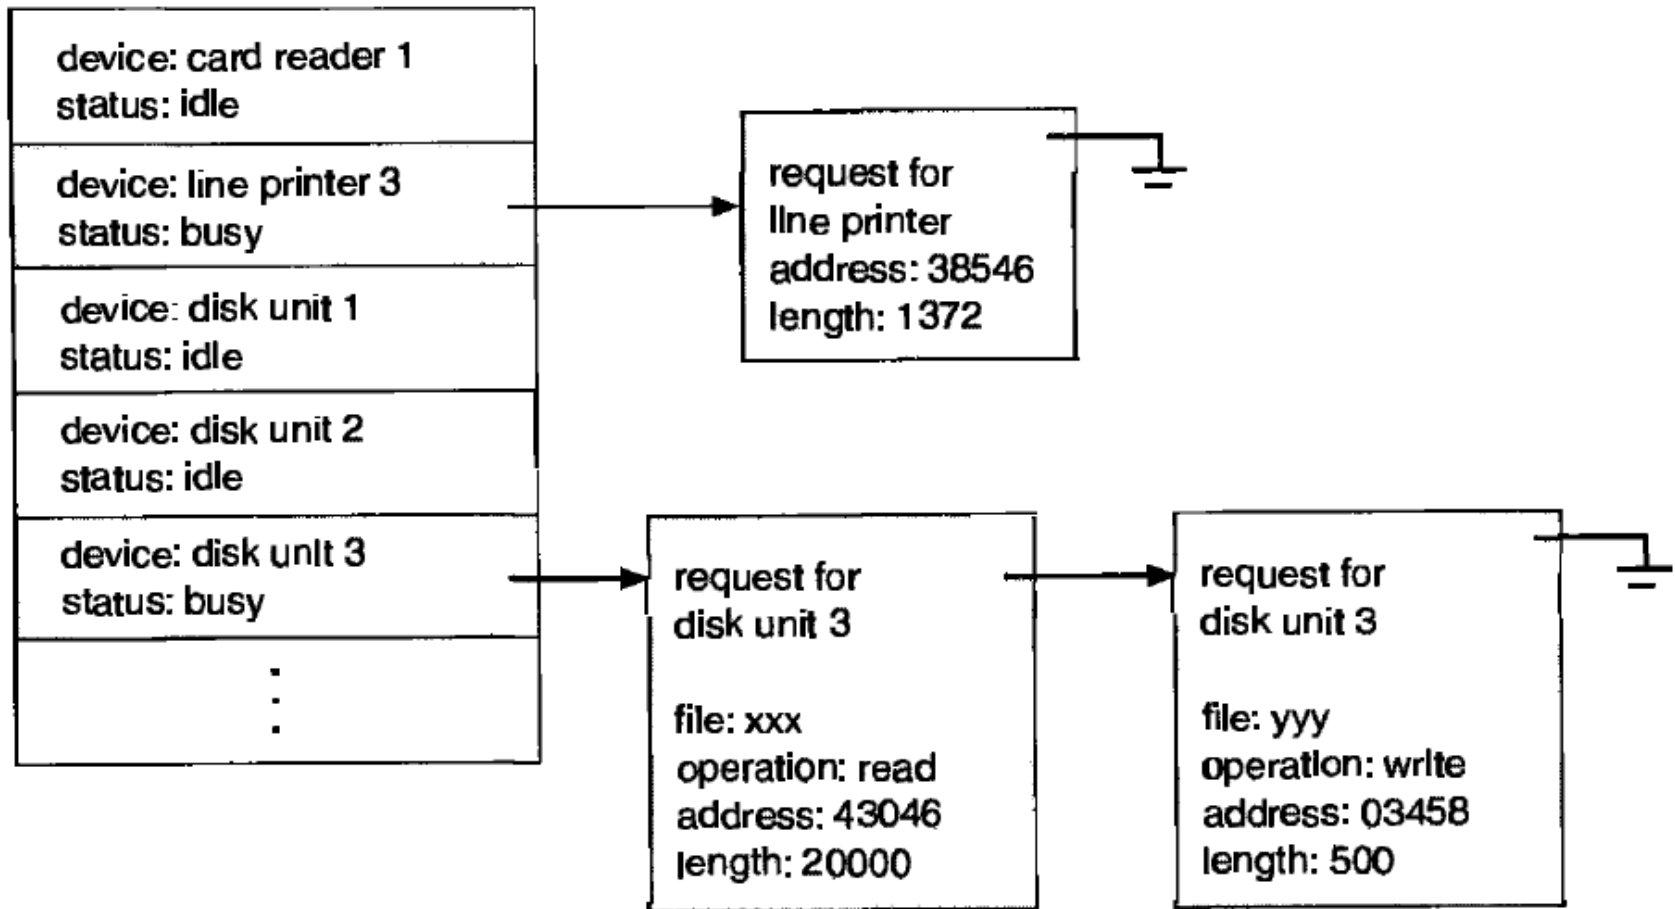 device: card reader 1
status: idle
device: line printer 3
status: busy
device: disk unit 1
status: idle
device: disk unit 2
status: idle
device: disk unit 3
status: busy
request for
line printer
address: 38546
length: 1372
request for
disk unit 3
file: xxx
operation: read
address: 43046
length: 20000
request for
disk unit 3
file: yyy
operation: write
address: 03458
length: 500